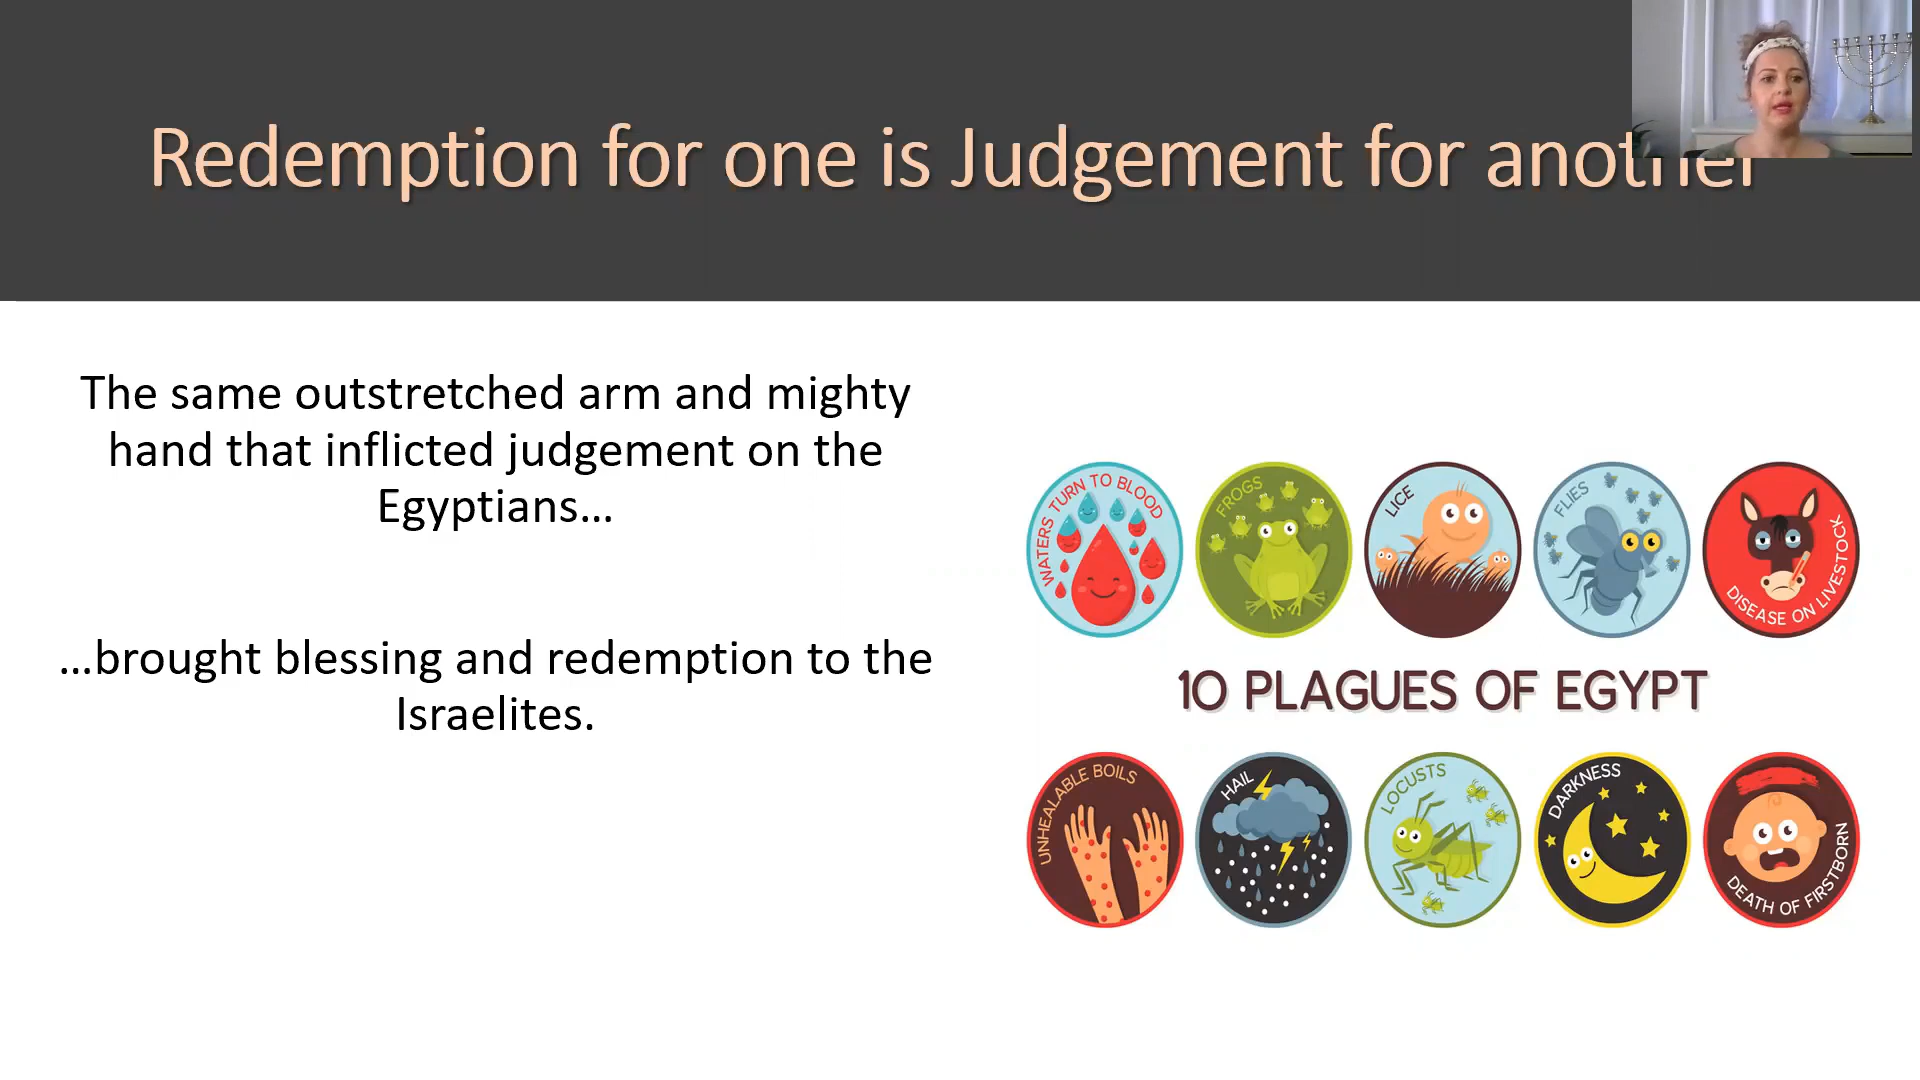 Redemption for one is Judgement for another
The same outstretched arm and mighty
hand that inflicted judgement on the
Egyptians...
...brought blessing and redemption to the
Israelites.
WATERS TURN TO BLOOD
FROGS
LICE
FLIES
DISEASE ON LIVESTOCK
10 PLAGUES OF EGYPT
UNHEALABLE BOILS
HAIL
LOCUSTS
DARKNESS
DEATH OF FIRSTBORN